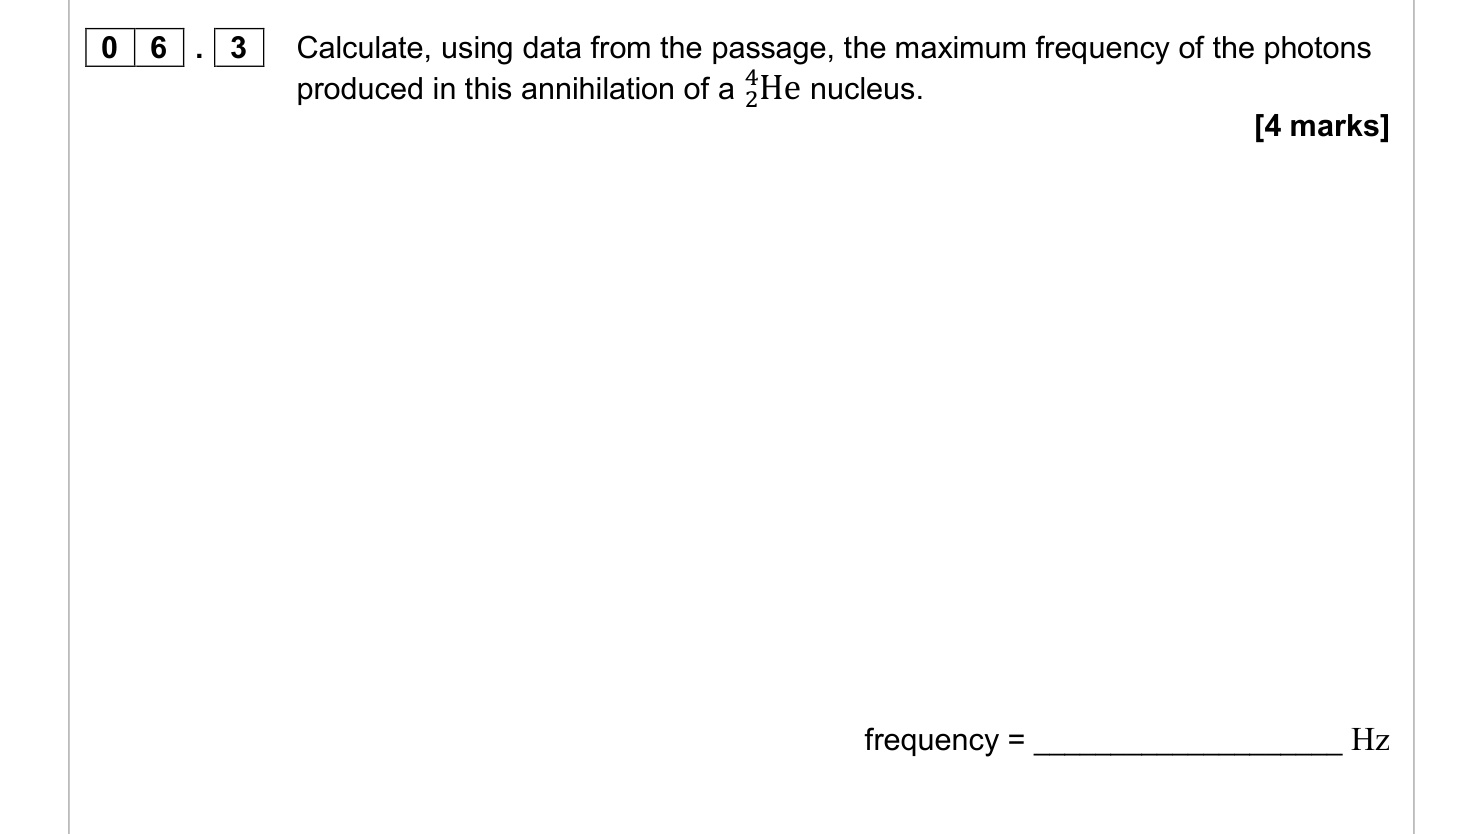 0 6 . 3 Calculate, using data from the passage, the maximum frequency of the photons
produced in this annihilation of a ⁴₂He nucleus.
[4 marks]
frequency = ____________________ Hz